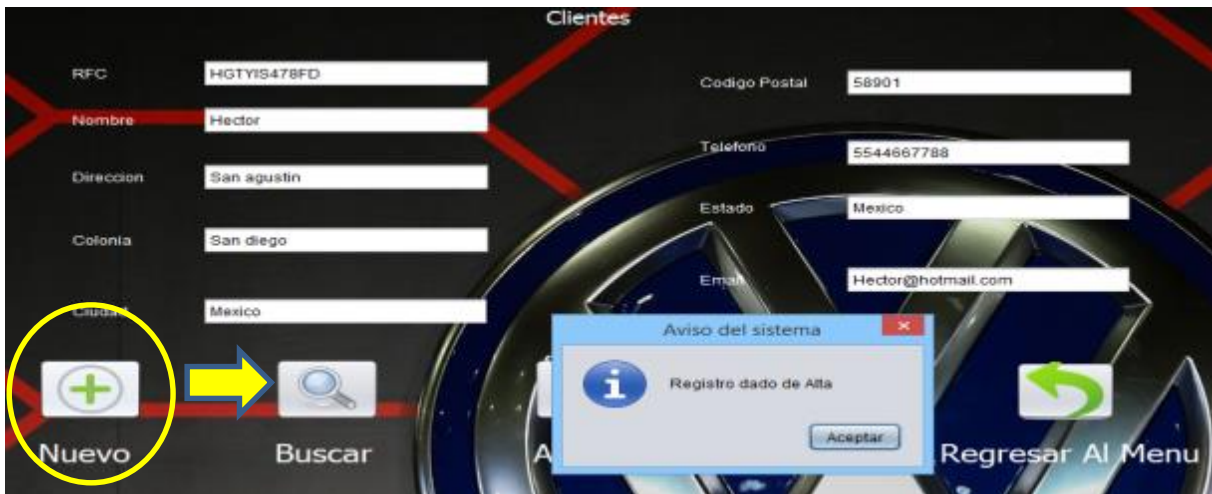 Clientes
RFC
HGTYIS478FD
Nombre
Hector
Direccion
San agustin
Colonia
San diego
Ciudad
Mexico
Codigo Postal
58901
Telefono
5544667788
Estado
Mexico
Email
Hector@hotmail.com
Aviso del sistema
Registro dado de Alta
Aceptar
Nuevo
Buscar
A
Regresar Al Menu